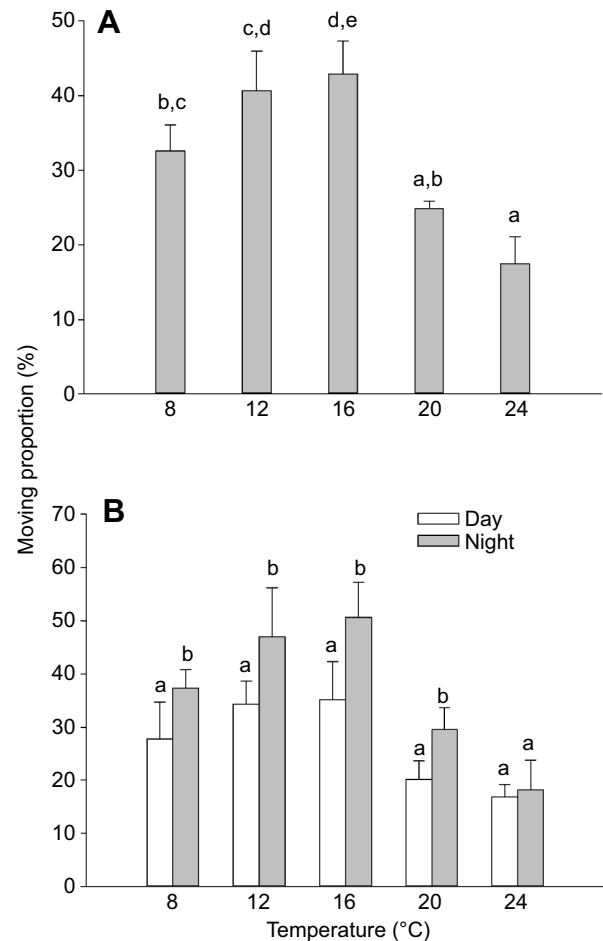 A
50
40
30
20
10
0
b,c
c,d
d,e
a,b
a
8 12 16 20 24
Moving proportion (%)
B
70
60
50
40
30
20
10
0
Day
Night
a b
a b
a b
a b
a a
8 12 16 20 24
Temperature (°C)